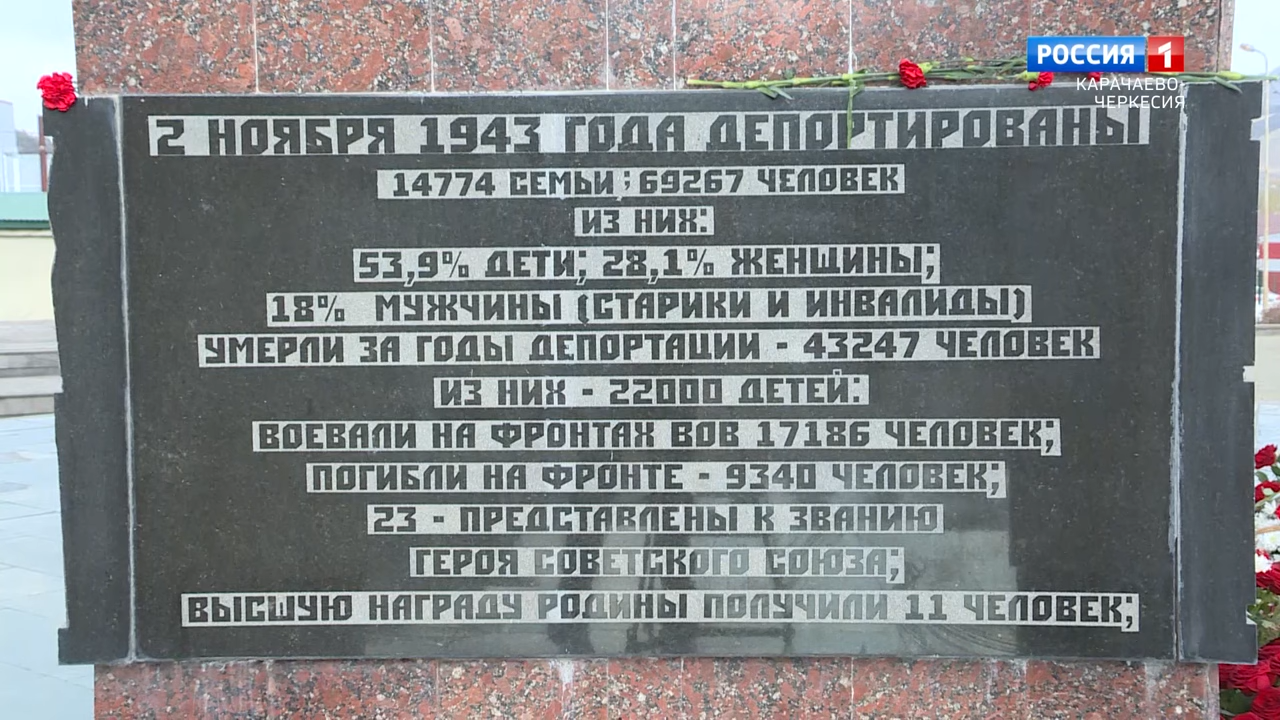 РОССИЯ 1
КАРАЧАЕВО-
ЧЕРКЕСИЯ
2 НОЯБРЯ 1943 ГОДА ДЕПОРТИРОВАНЫ
14774 СЕМЬИ ; 69267 ЧЕЛОВЕК
ИЗ НИХ:
53,9% ДЕТИ; 28,1% ЖЕНЩИНЫ;
18% МУЖЧИНЫ (СТАРИКИ И ИНВАЛИДЫ)
УМЕРЛИ ЗА ГОДЫ ДЕПОРТАЦИИ - 43247 ЧЕЛОВЕК
ИЗ НИХ - 22000 ДЕТЕЙ:
ВОЕВАЛИ НА ФРОНТАХ ВОВ 17186 ЧЕЛОВЕК;
ПОГИБЛИ НА ФРОНТЕ - 9340 ЧЕЛОВЕК;
23 - ПРЕДСТАВЛЕНЫ К ЗВАНИЮ
ГЕРОЯ СОВЕТСКОГО СОЮЗА;
ВЫСШУЮ НАГРАДУ РОДИНЫ ПОЛУЧИЛИ 11 ЧЕЛОВЕК;